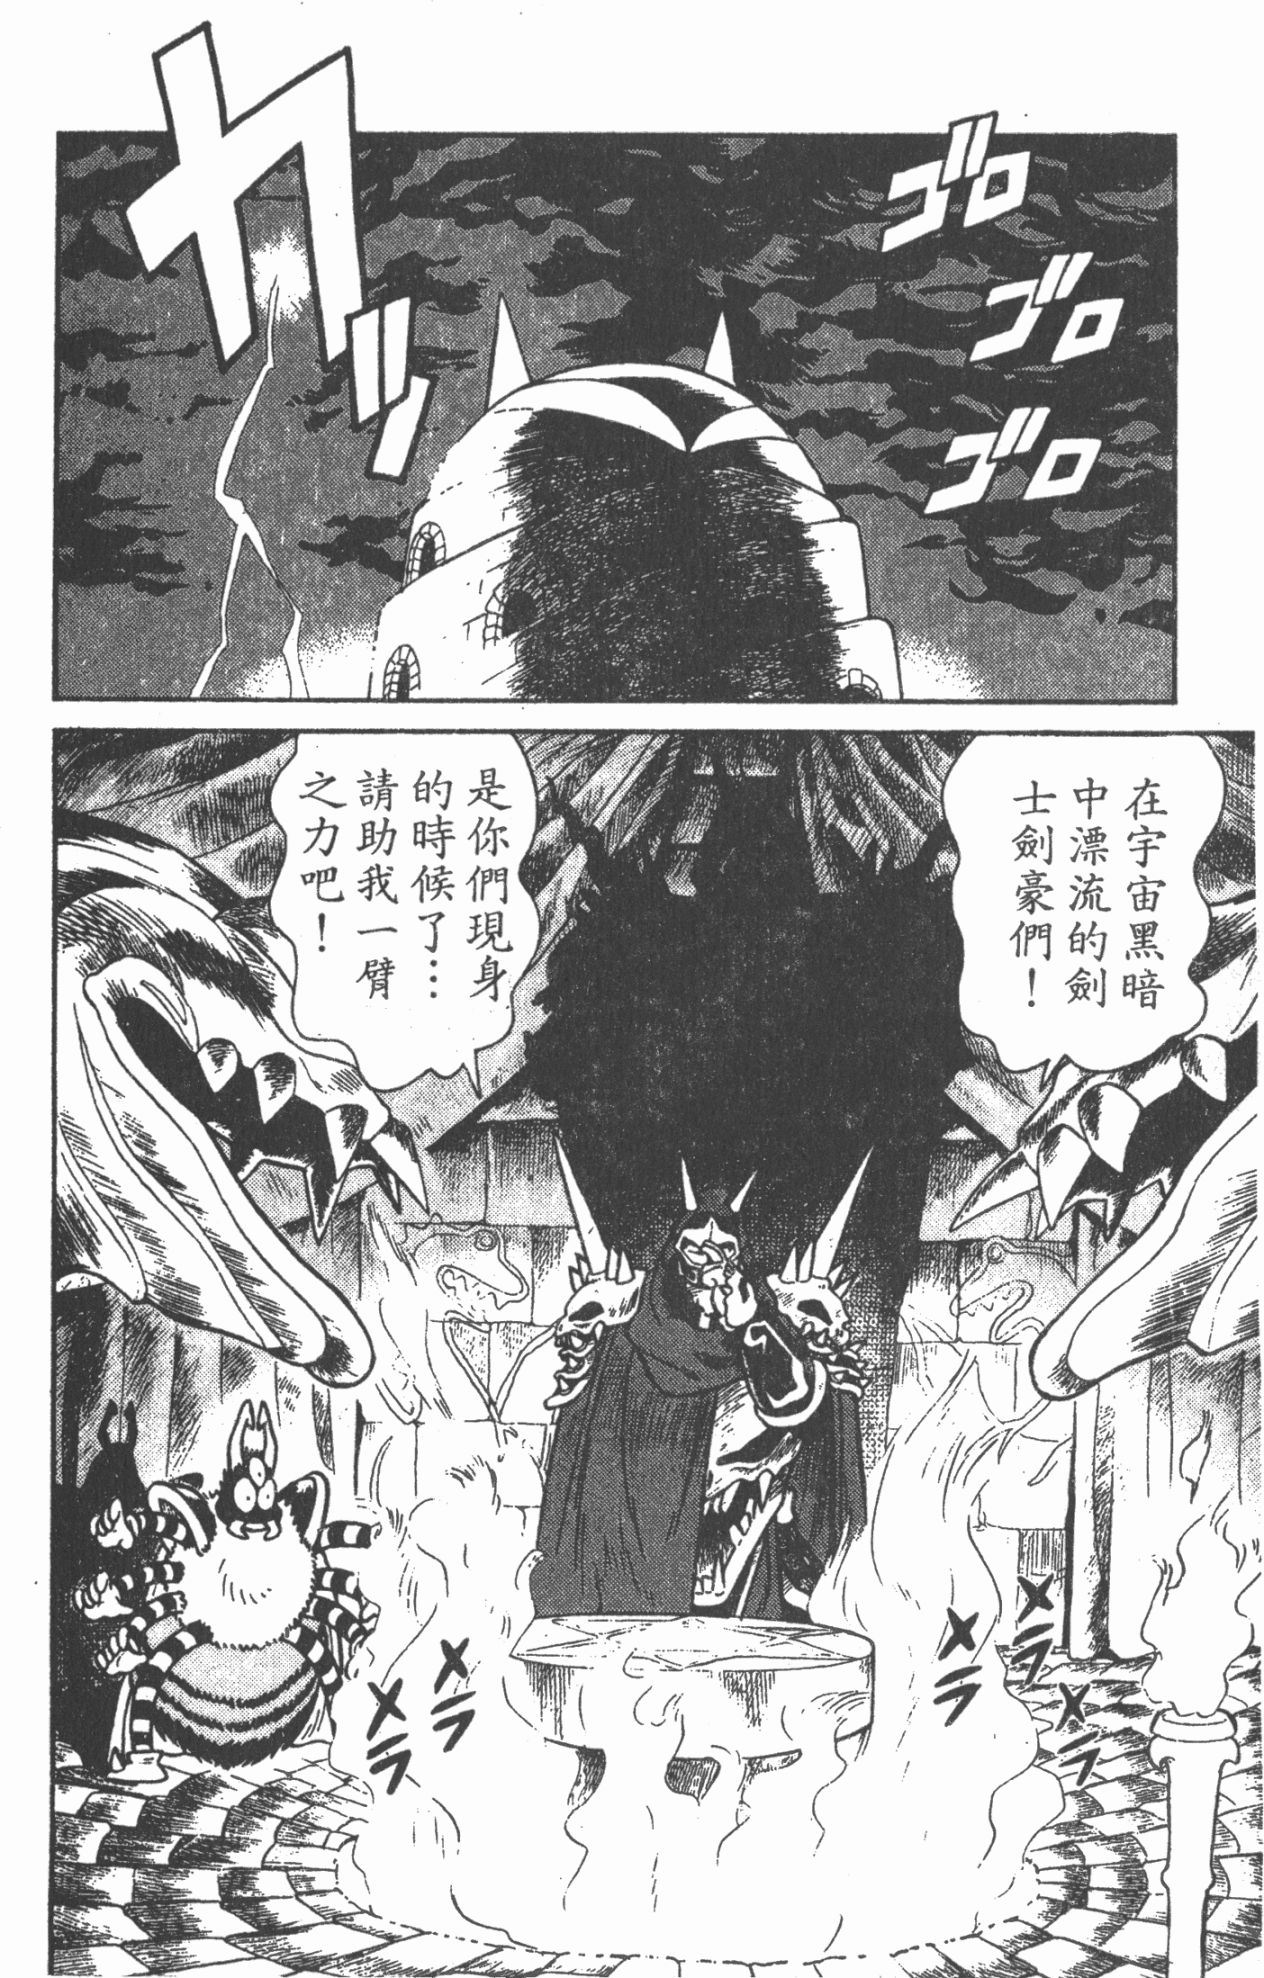 ゴロ
ゴロ
ゴロ
カッ
在宇宙黑暗
中漂流的劍
士劍豪們！
是你們現身
的時候了…
請助我一臂
之力吧！
メラ
メラ
メラ
メラ
メラ